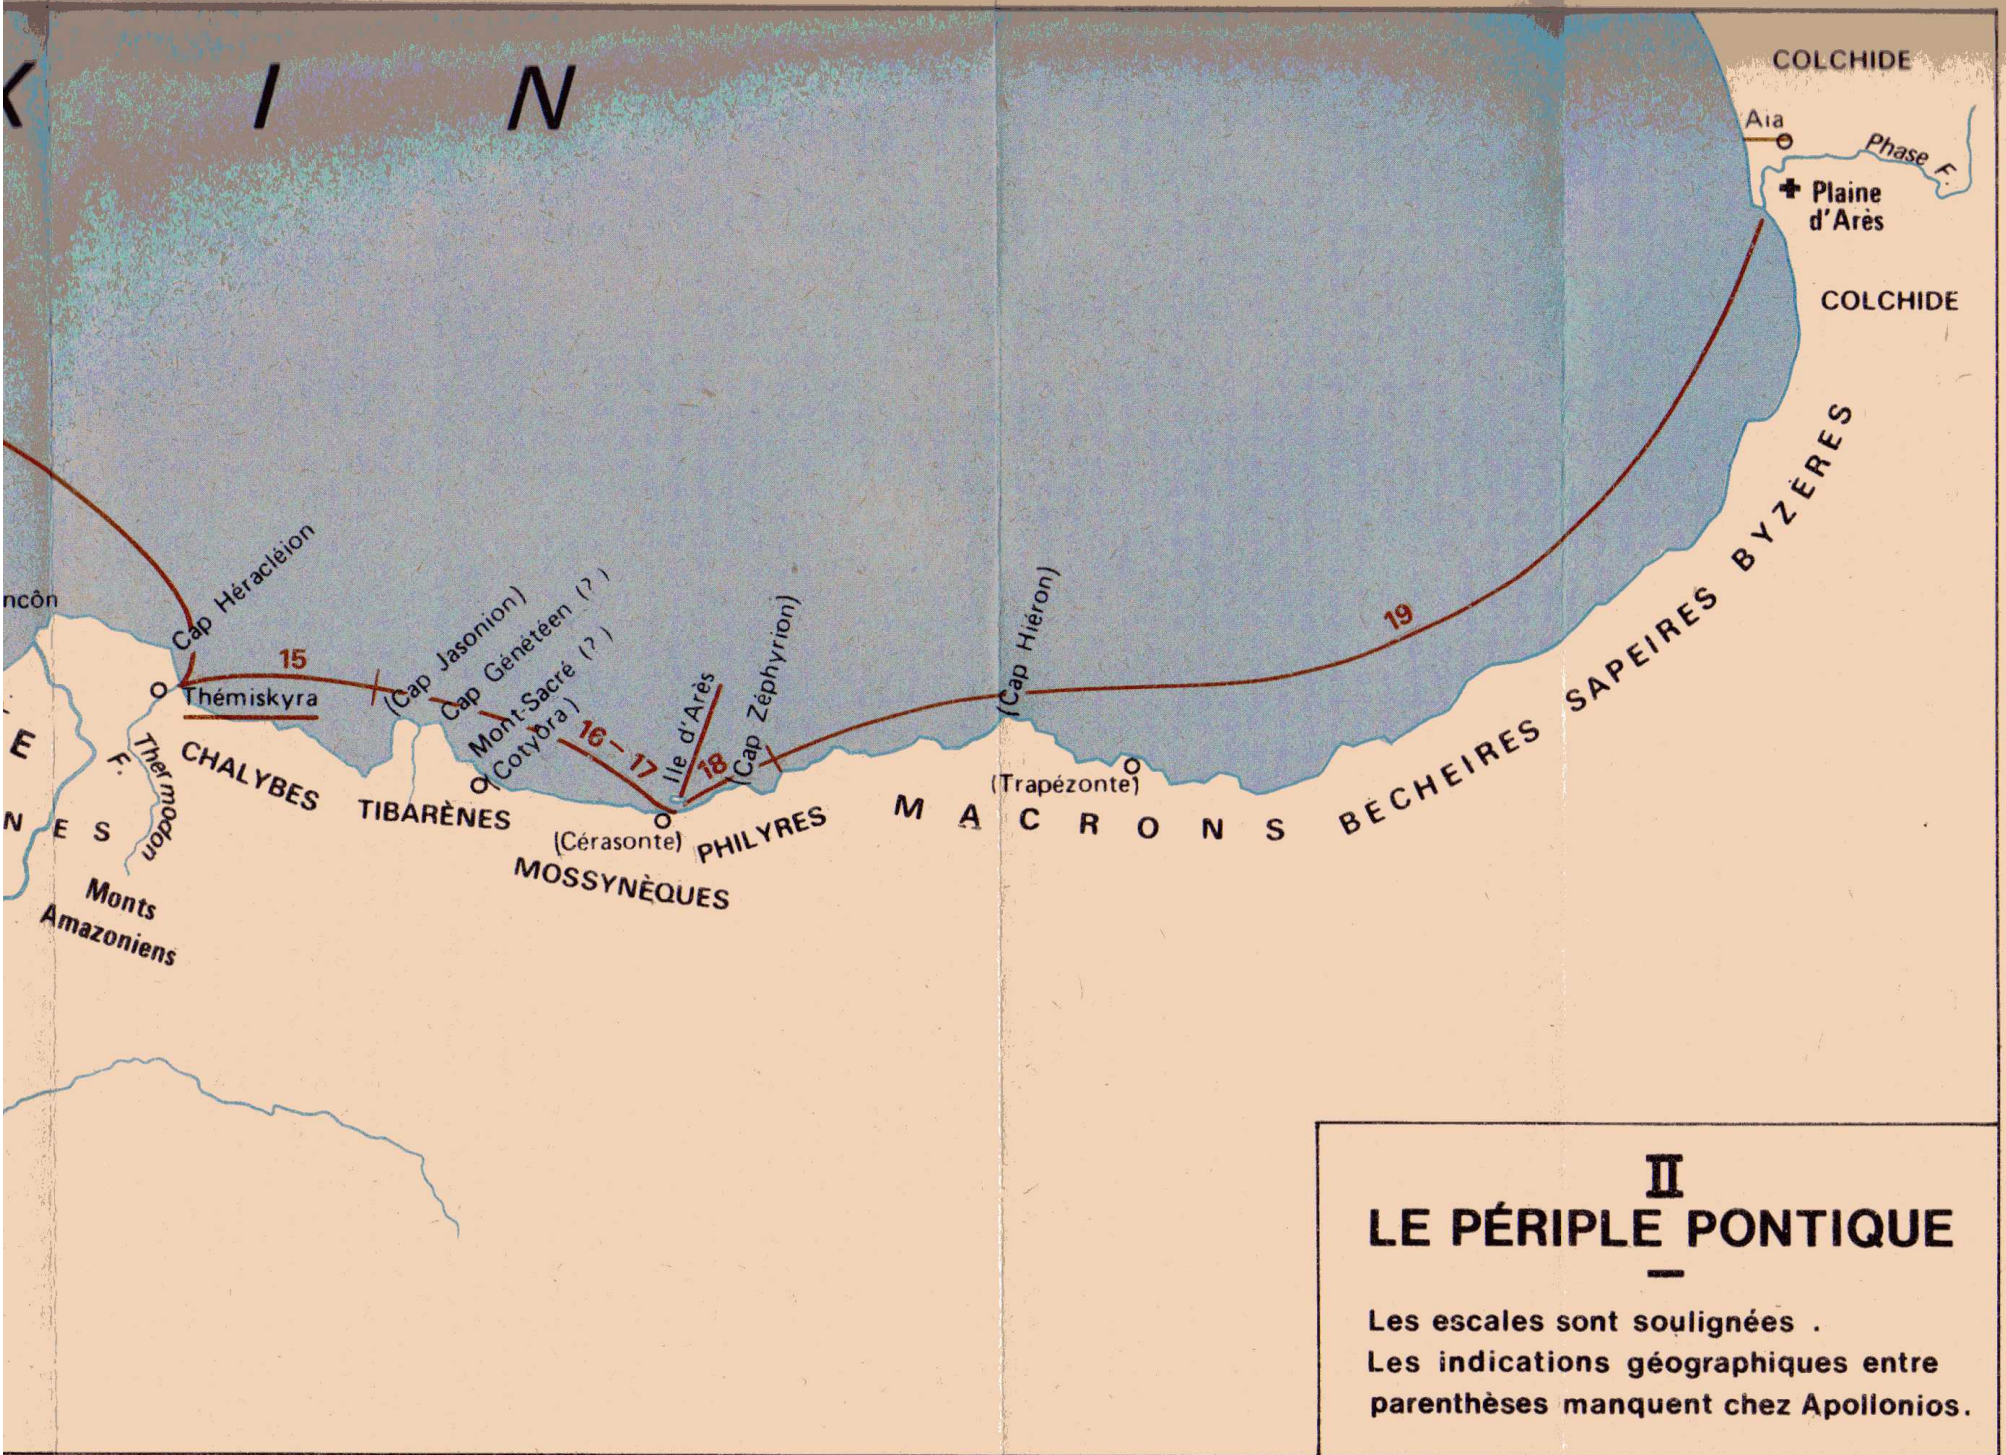 K I N
COLCHIDE
Aia
Phase F.
Plaine
d'Arès
COLCHIDE
ncôn
Cap Héracléion
15
(Cap Jasonion)
Cap Génétéen (?)
Mont-Sacré (?)
(Cotyôra)
16-17
Ile d'Arès
18
(Cap Zéphyrion)
(Cap Hiéron)
19
Thémiskyra
Thermodon
F.
E
N E S
CHALYBES
TIBARÈNES
(Cérasonte)
MOSSYNÈQUES
PHILYRES
(Trapézonte)
MACRONS
BÉCHEIRES
SAPEIRES
BYZÈRES
Monts
Amazoniens
II
LE PÉRIPLE PONTIQUE
Les escales sont soulignées .
Les indications géographiques entre
parenthèses manquent chez Apollonios.